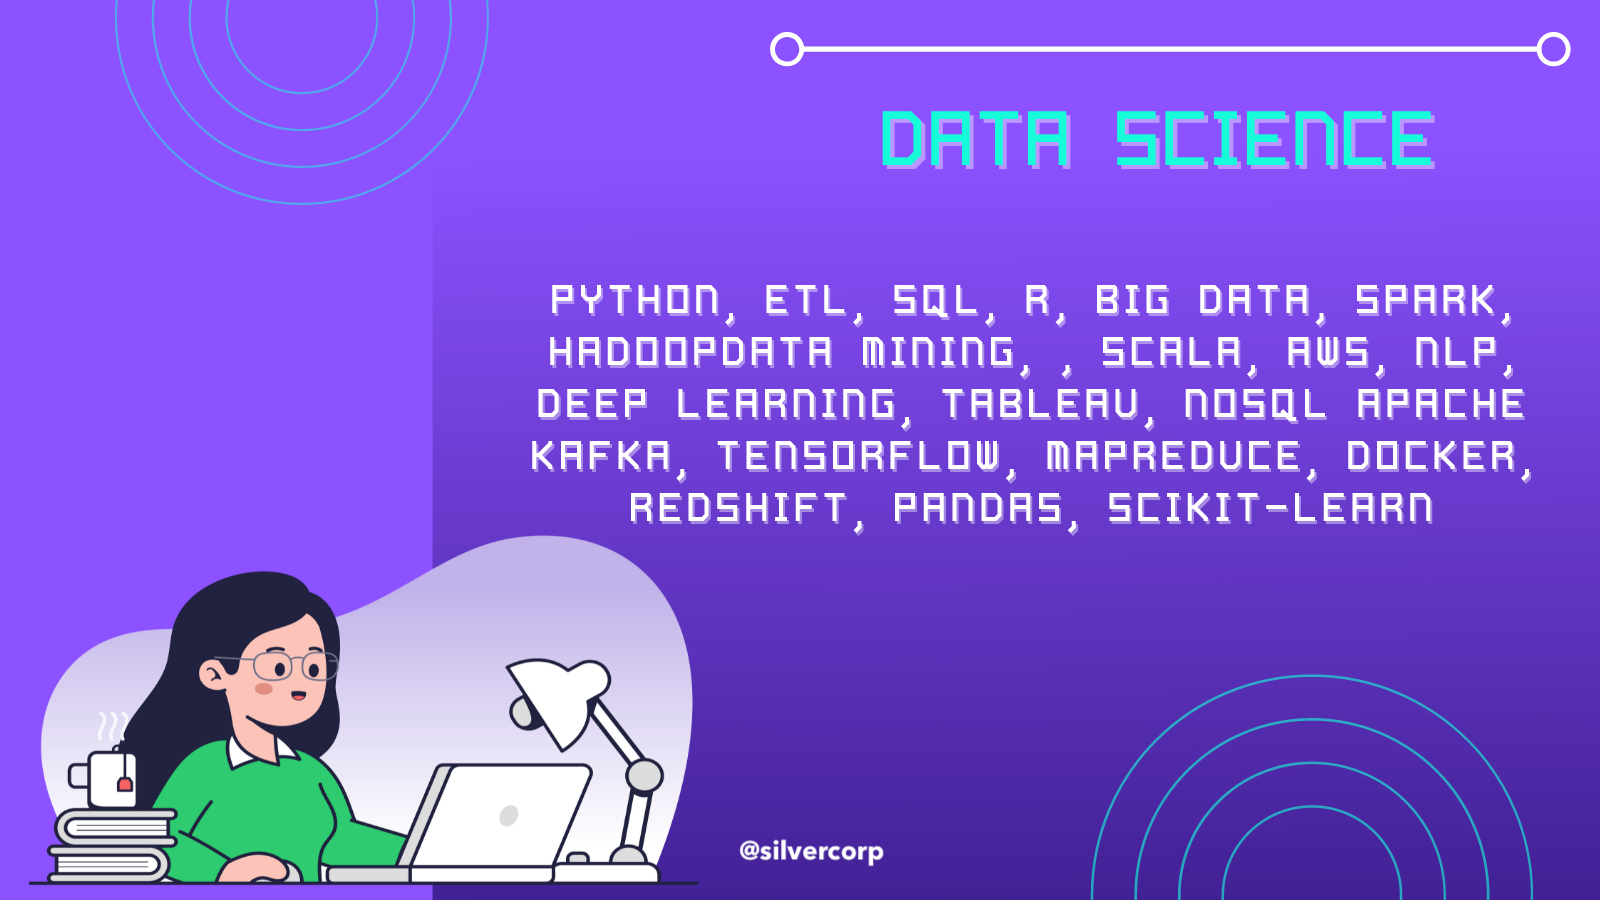 DATA SCIENCE
PYTHON, ETL, SQL, R, BIG DATA, SPARK,
HADOOPDATA MINING, , SCALA, AWS, NLP,
DEEP LEARNING, TABLEAU, NOSQL APACHE
KAFKA, TENSORFLOW, MAPREDUCE, DOCKER,
REDSHIFT, PANDAS, SCIKIT-LEARN
@silvercorp